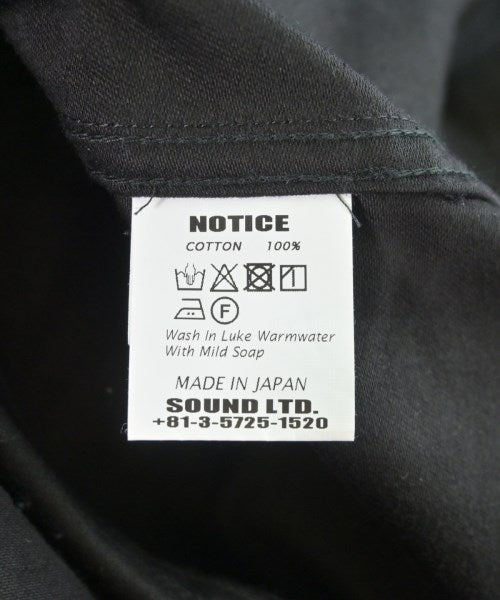 NOTICE
COTTON 100%
F
Wash In Luke Warmwater
With Mild Soap
MADE IN JAPAN
SOUND LTD.
+81-3-5725-1520